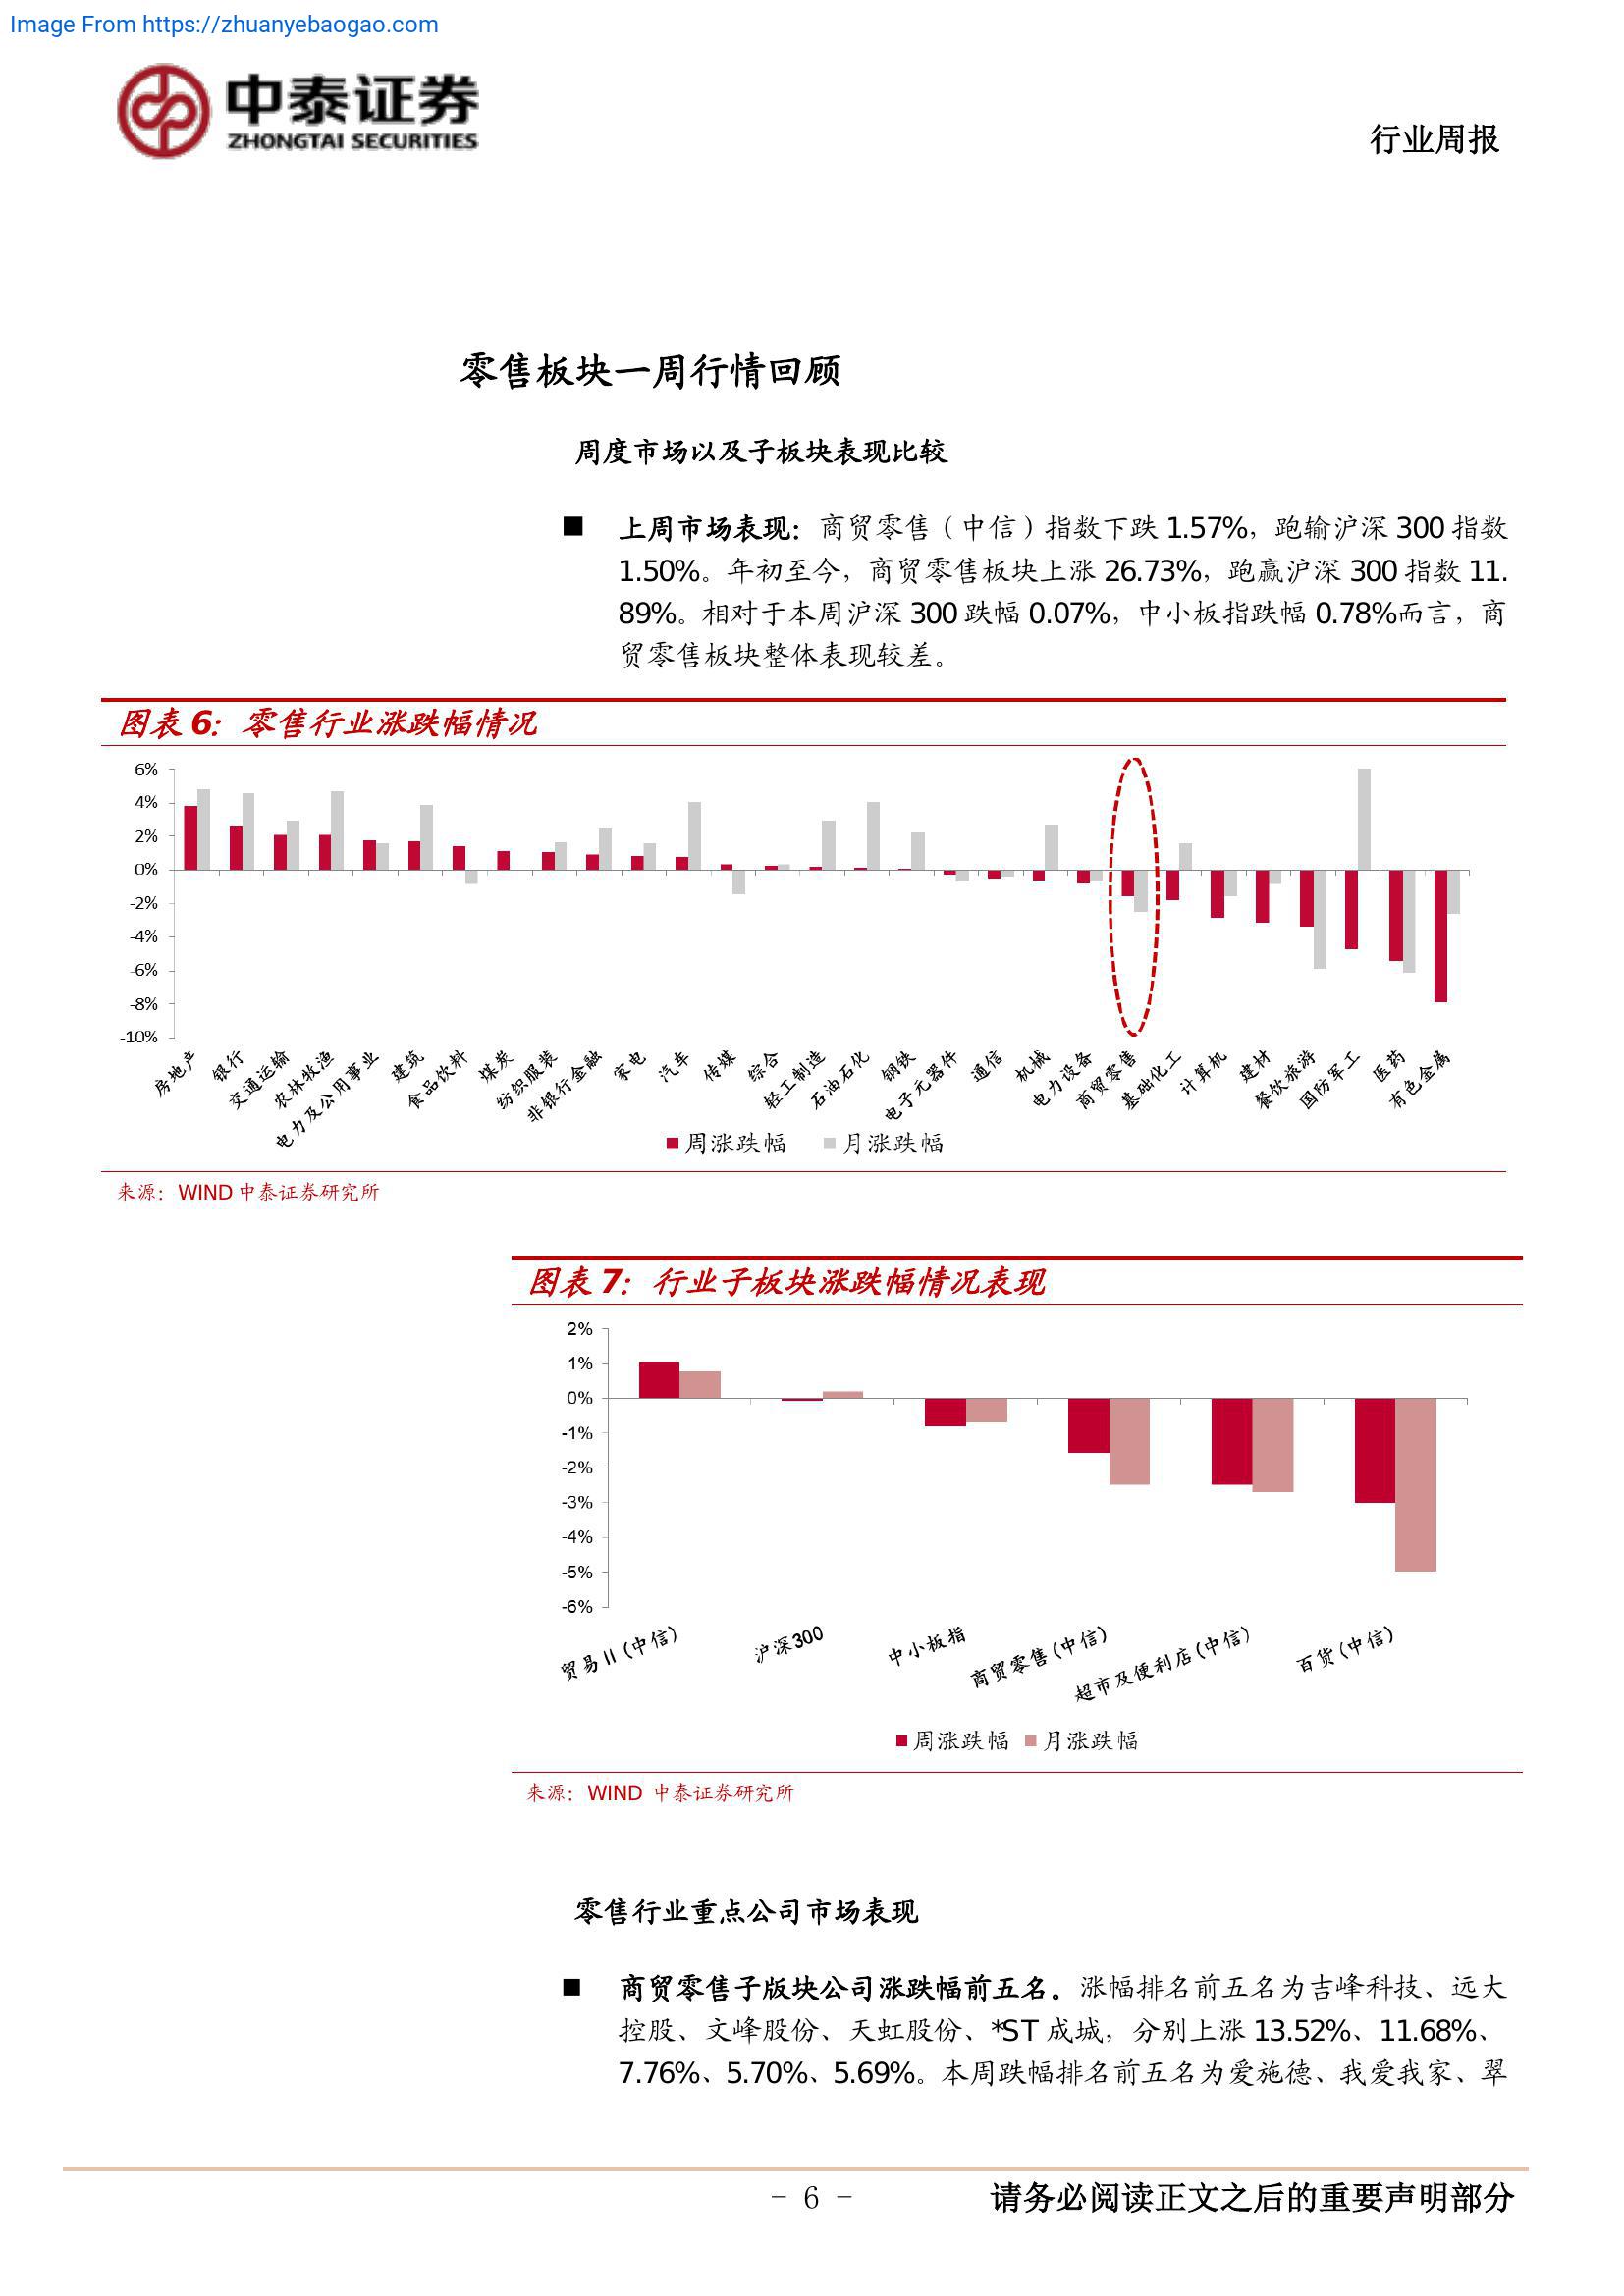 Image From https://zhuanyebaogao.com
中泰证券
ZHONGTAI SECURITIES
行业周报
零售板块一周行情回顾
周度市场以及子板块表现比较
■ 上周市场表现：商贸零售（中信）指数下跌 1.57%，跑输沪深 300 指数
1.50%。年初至今，商贸零售板块上涨 26.73%，跑赢沪深 300 指数 11.
89%。相对于本周沪深 300 跌幅 0.07%，中小板指跌幅 0.78%而言，商
贸零售板块整体表现较差。
图表 6：零售行业涨跌幅情况
6%
4%
2%
0%
-2%
-4%
-6%
-8%
-10%
房地产 银行 交通运输 农林牧渔 电力及公用事业 建筑 食品饮料 煤炭 纺织服装 非银行金融 家电 汽车 传媒 综合 轻工制造 石油石化 钢铁 电子元器件 通信 机械 电力设备 商贸零售 基础化工 计算机 建材 餐饮旅游 国防军工 医药 有色金属
周涨跌幅 月涨跌幅
来源：WIND 中泰证券研究所
图表 7：行业子板块涨跌幅情况表现
2%
1%
0%
-1%
-2%
-3%
-4%
-5%
-6%
贸易 II (中信) 沪深300 中小板指 商贸零售(中信) 超市及便利店(中信) 百货(中信)
周涨跌幅 月涨跌幅
来源：WIND 中泰证券研究所
零售行业重点公司市场表现
■ 商贸零售子版块公司涨跌幅前五名。涨幅排名前五名为吉峰科技、远大
控股、文峰股份、天虹股份、*ST 成城，分别上涨 13.52%、11.68%、
7.76%、5.70%、5.69%。本周跌幅排名前五名为爱施德、我爱我家、翠
- 6 -
请务必阅读正文之后的重要声明部分